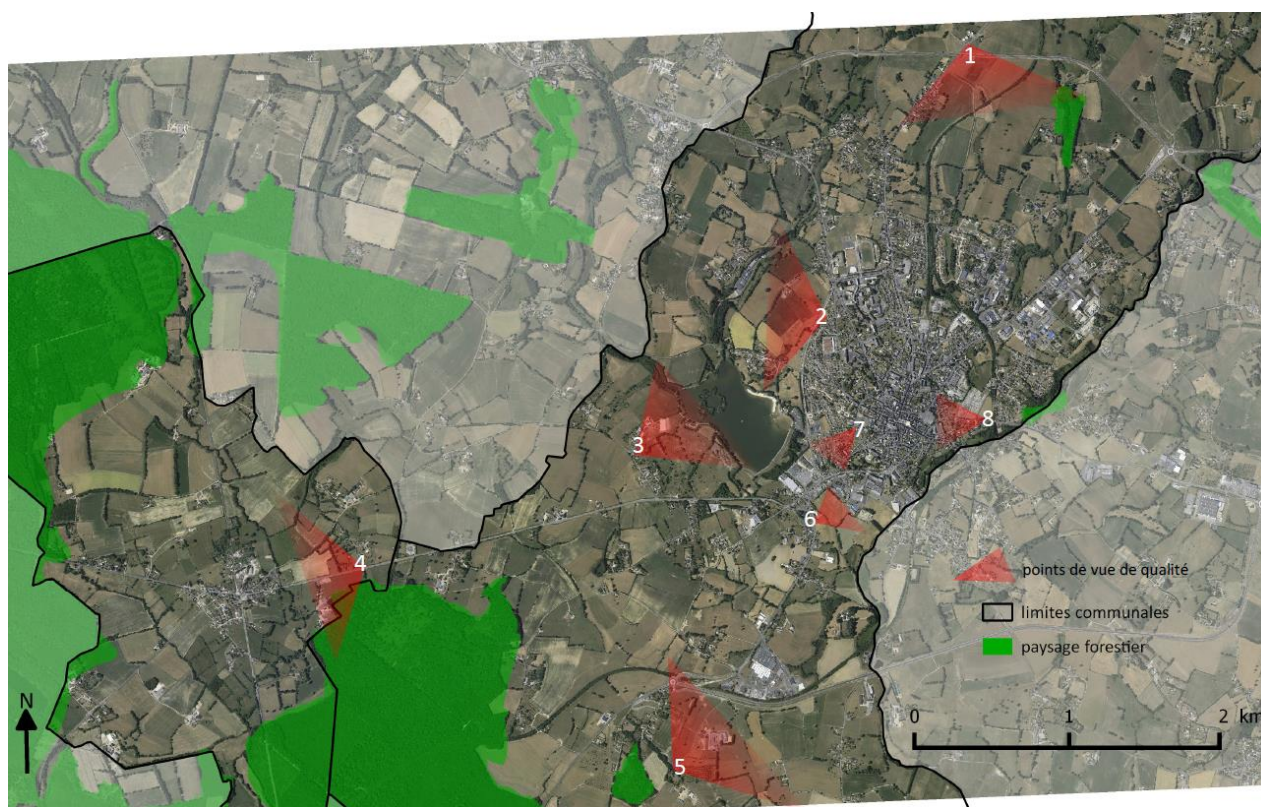 1
2
3
7
8
6
4
5
points de vue de qualité
limites communales
paysage forestier
N
0 1 2 km